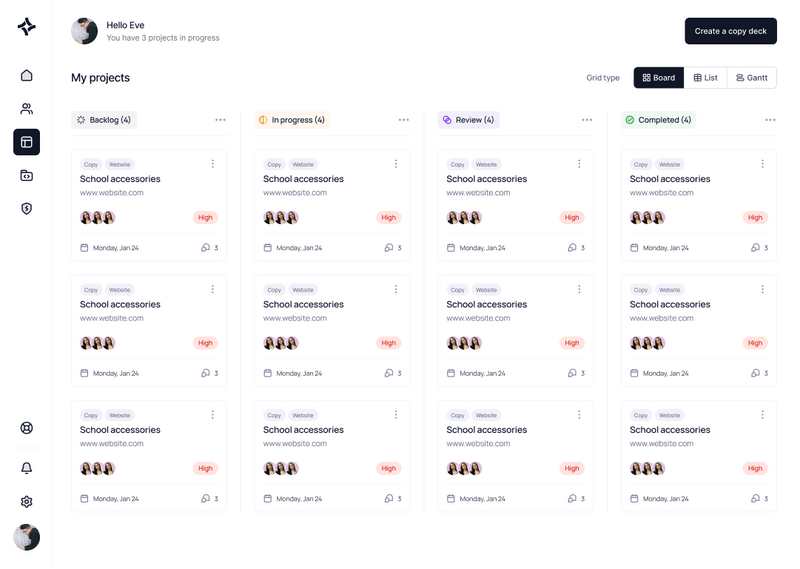 Hello Eve
You have 3 projects in progress
Create a copy deck
My projects
Grid type
Board
List
Gantt
Backlog (4)
Copy Website
School accessories
www.website.com
High
Monday, Jan 24 3
Copy Website
School accessories
www.website.com
High
Monday, Jan 24 3
Copy Website
School accessories
www.website.com
High
Monday, Jan 24 3
In progress (4)
Copy Website
School accessories
www.website.com
High
Monday, Jan 24 3
Copy Website
School accessories
www.website.com
High
Monday, Jan 24 3
Copy Website
School accessories
www.website.com
High
Monday, Jan 24 3
Review (4)
Copy Website
School accessories
www.website.com
High
Monday, Jan 24 3
Copy Website
School accessories
www.website.com
High
Monday, Jan 24 3
Copy Website
School accessories
www.website.com
High
Monday, Jan 24 3
Completed (4)
Copy Website
School accessories
www.website.com
High
Monday, Jan 24 3
Copy Website
School accessories
www.website.com
High
Monday, Jan 24 3
Copy Website
School accessories
www.website.com
High
Monday, Jan 24 3